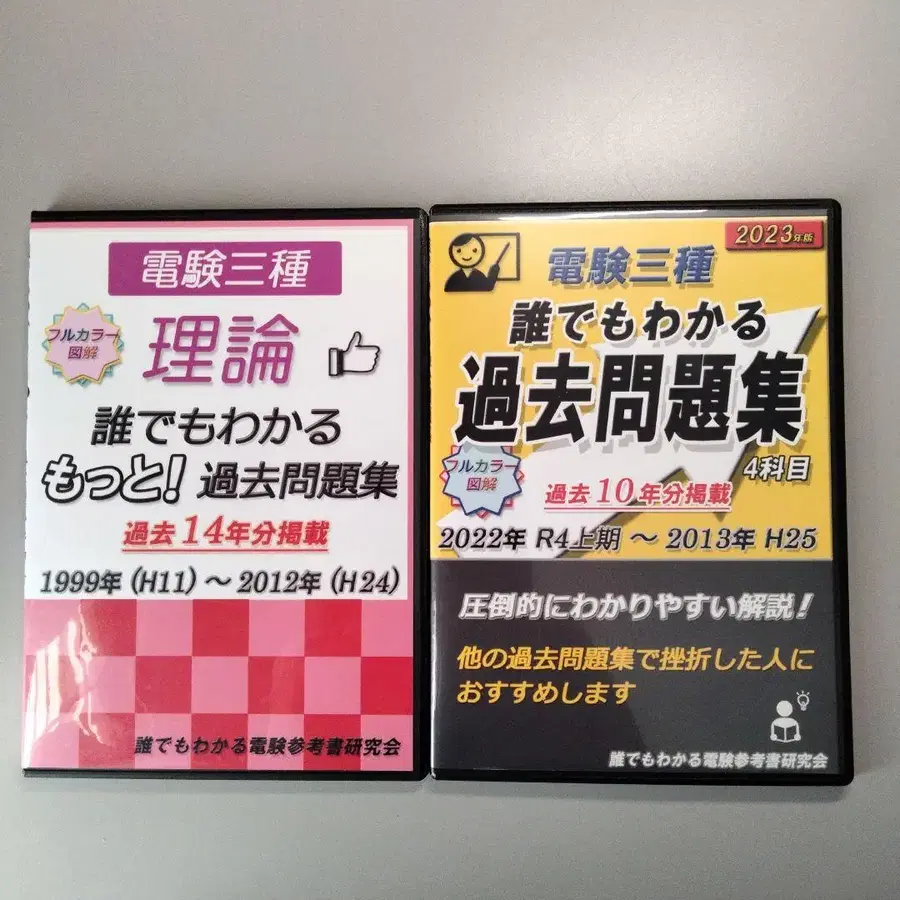 電験三種
フルカラー
図解
理論
誰でもわかる
もっと! 過去問題集
過去14年分掲載
1999年 (H11) ～ 2012年 (H24)
誰でもわかる電験参考書研究会
2023年版
電験三種
誰でもわかる
過去問題集
4科目
フルカラー
図解
過去10年分掲載
2022年 R4上期 ～ 2013年 H25
圧倒的にわかりやすい解説!
他の過去問題集で挫折した人に
おすすめします
誰でもわかる電験参考書研究会